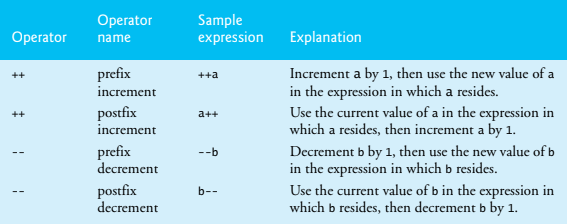 Operator Operator name Sample expression Explanation
++ prefix increment ++a Increment a by 1, then use the new value of a
in the expression in which a resides.
++ postfix increment a++ Use the current value of a in the expression in
which a resides, then increment a by 1.
-- prefix decrement --b Decrement b by 1, then use the new value of b
in the expression in which b resides.
-- postfix decrement b-- Use the current value of b in the expression in
which b resides, then decrement b by 1.